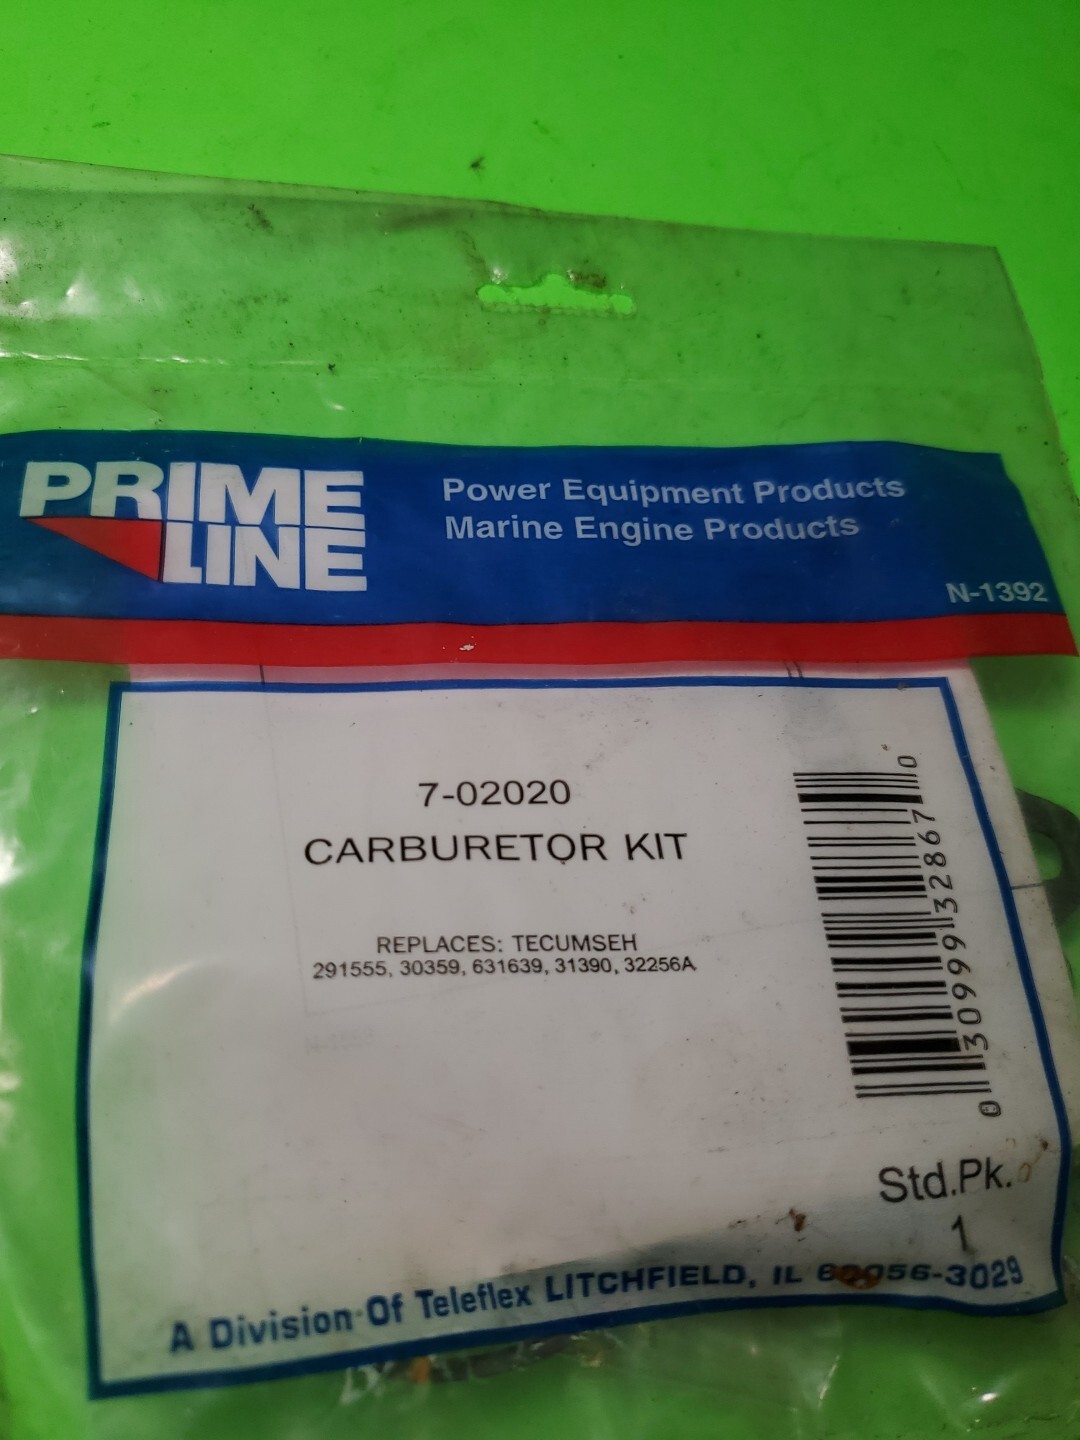 PRIME
LINE
Power Equipment Products
Marine Engine Products
N-1392
7-02020
CARBURETOR KIT
REPLACES: TECUMSEH
291555, 30359, 631639, 31390, 32256A
0 30999 32867 0
Std.Pk.
1
A Division Of Teleflex LITCHFIELD, IL